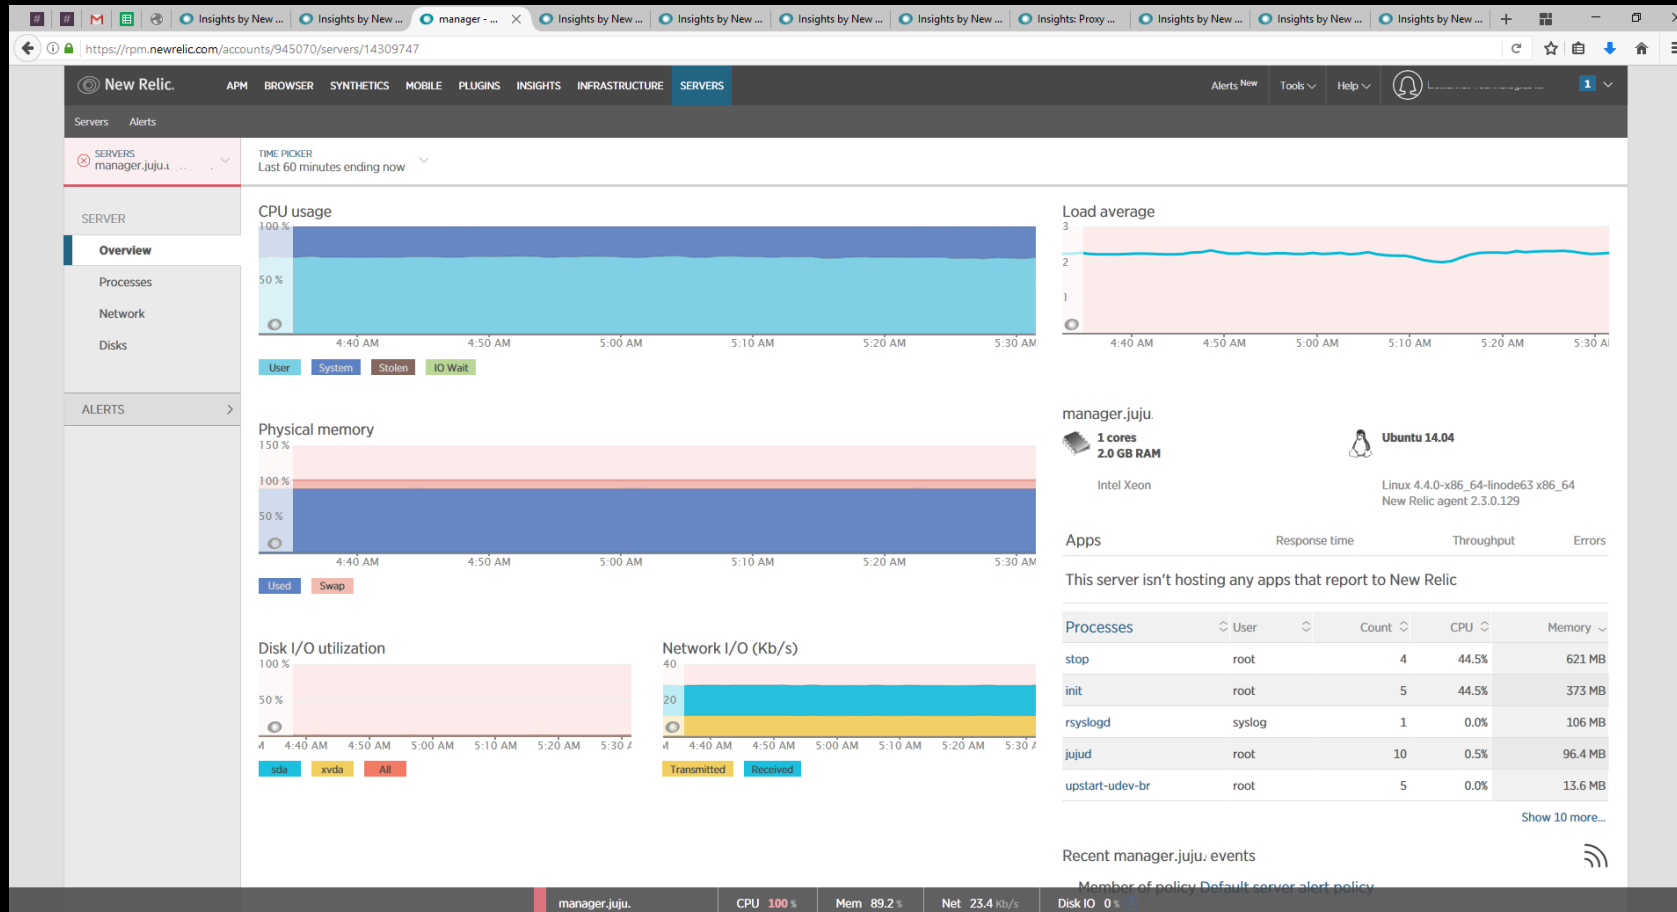 Insights by New ...
Insights by New ...
manager - ...
Insights by New ...
Insights by New ...
Insights by New ...
Insights by New ...
Insights: Proxy ...
Insights by New ...
Insights by New ...
Insights by New ...
https://rpm.newrelic.com/accounts/945070/servers/14309747
New Relic.
APM BROWSER SYNTHETICS MOBILE PLUGINS INSIGHTS INFRASTRUCTURE SERVERS
Alerts New Tools Help
1
Servers Alerts
SERVERS
manager.juju.
TIME PICKER
Last 60 minutes ending now
SERVER
Overview
Processes
Network
Disks
ALERTS
CPU usage
100 %
50 %
4:40 AM 4:50 AM 5:00 AM 5:10 AM 5:20 AM 5:30 AM
User System Stolen IO Wait
Load average
3
2
1
4:40 AM 4:50 AM 5:00 AM 5:10 AM 5:20 AM 5:30 A
Physical memory
150 %
100 %
50 %
4:40 AM 4:50 AM 5:00 AM 5:10 AM 5:20 AM 5:30 AM
Used Swap
Disk I/O utilization
100 %
50 %
4:40 AM 4:50 AM 5:00 AM 5:10 AM 5:20 AM 5:30
sda xvda All
Network I/O (Kb/s)
40
20
4:40 AM 4:50 AM 5:00 AM 5:10 AM 5:20 AM 5:30
Transmitted Received
manager.juju.
1 cores
2.0 GB RAM
Intel Xeon
Ubuntu 14.04
Linux 4.4.0-x86_64-linode63 x86_64
New Relic agent 2.3.0.129
Apps Response time Throughput Errors
This server isn't hosting any apps that report to New Relic
Processes User Count CPU Memory
stop root 4 44.5% 621 MB
init root 5 44.5% 373 MB
rsyslogd syslog 1 0.0% 106 MB
jujud root 10 0.5% 96.4 MB
upstart-udev-br root 5 0.0% 13.6 MB
Show 10 more...
Recent manager.juju. events
Member of policy Default server alert policy
manager.juju. CPU 100 % Mem 89.2 % Net 23.4 Kb/s Disk IO 0 %